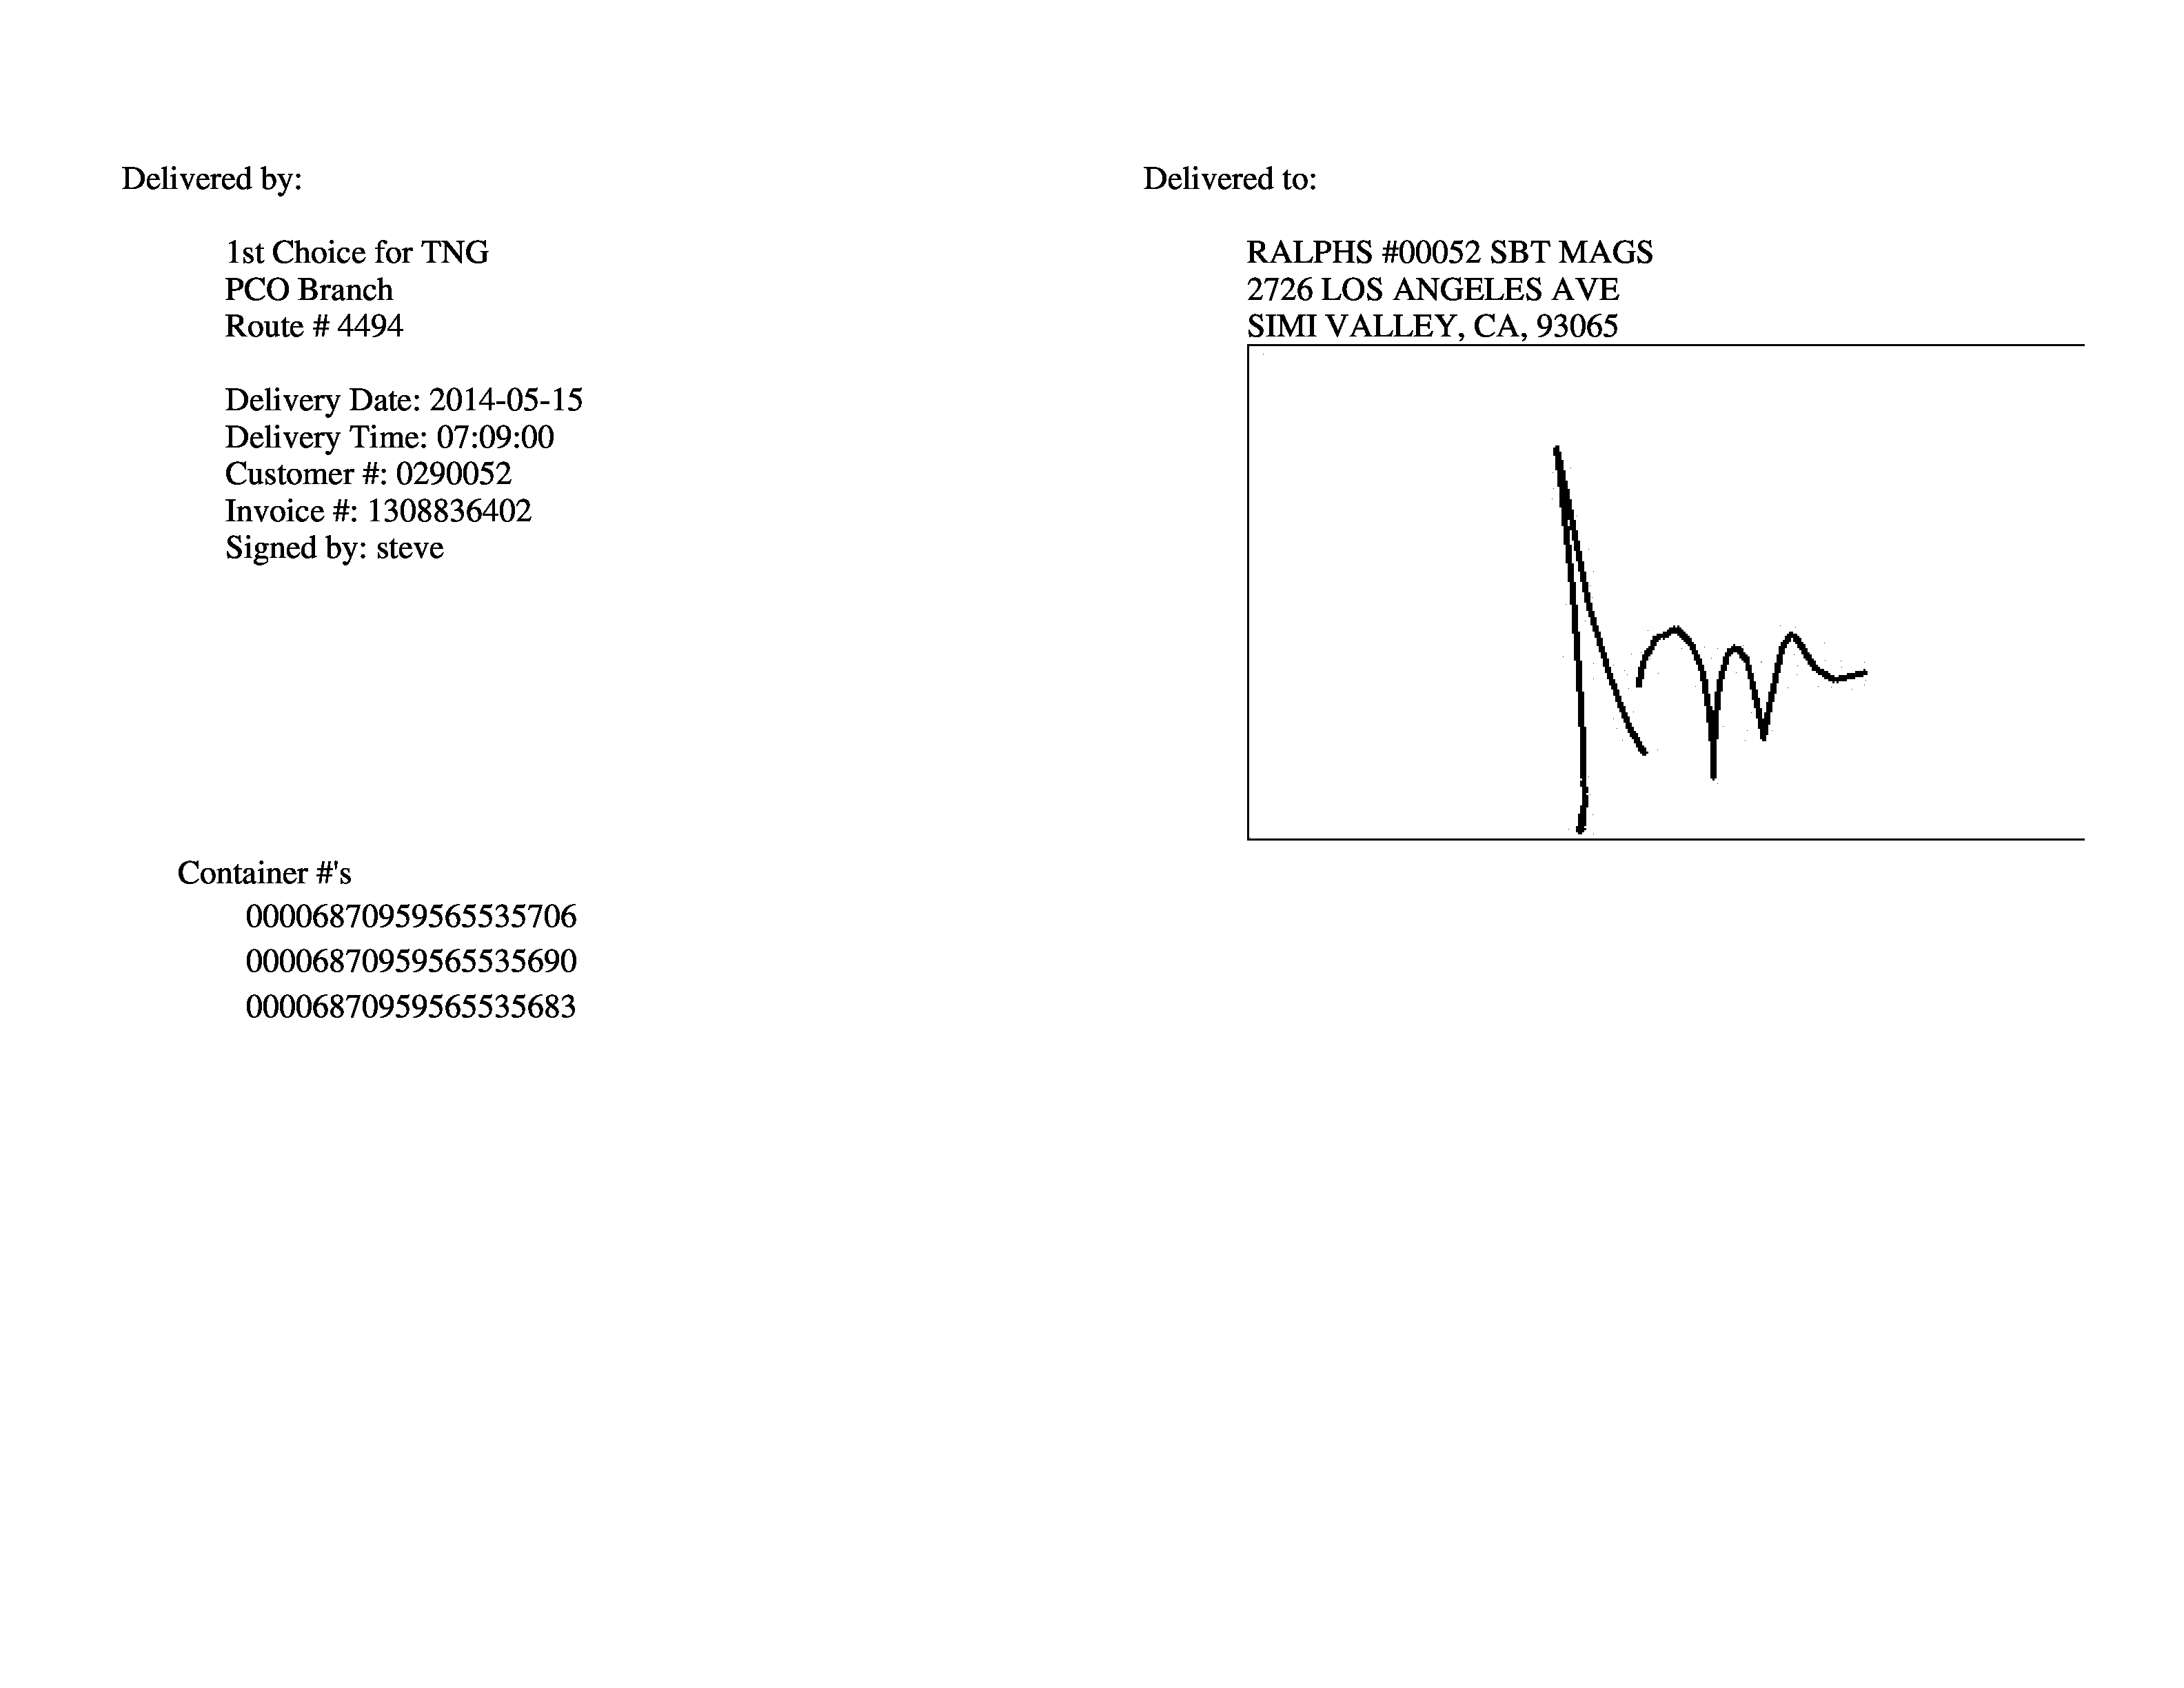 Delivered by:
1st Choice for TNG
PCO Branch
Route # 4494
Delivery Date: 2014-05-15
Delivery Time: 07:09:00
Customer #: 0290052
Invoice #: 1308836402
Signed by: steve
Delivered to:
RALPHS #00052 SBT MAGS
2726 LOS ANGELES AVE
SIMI VALLEY, CA, 93065
Container #'s
00006870959565535706
00006870959565535690
00006870959565535683